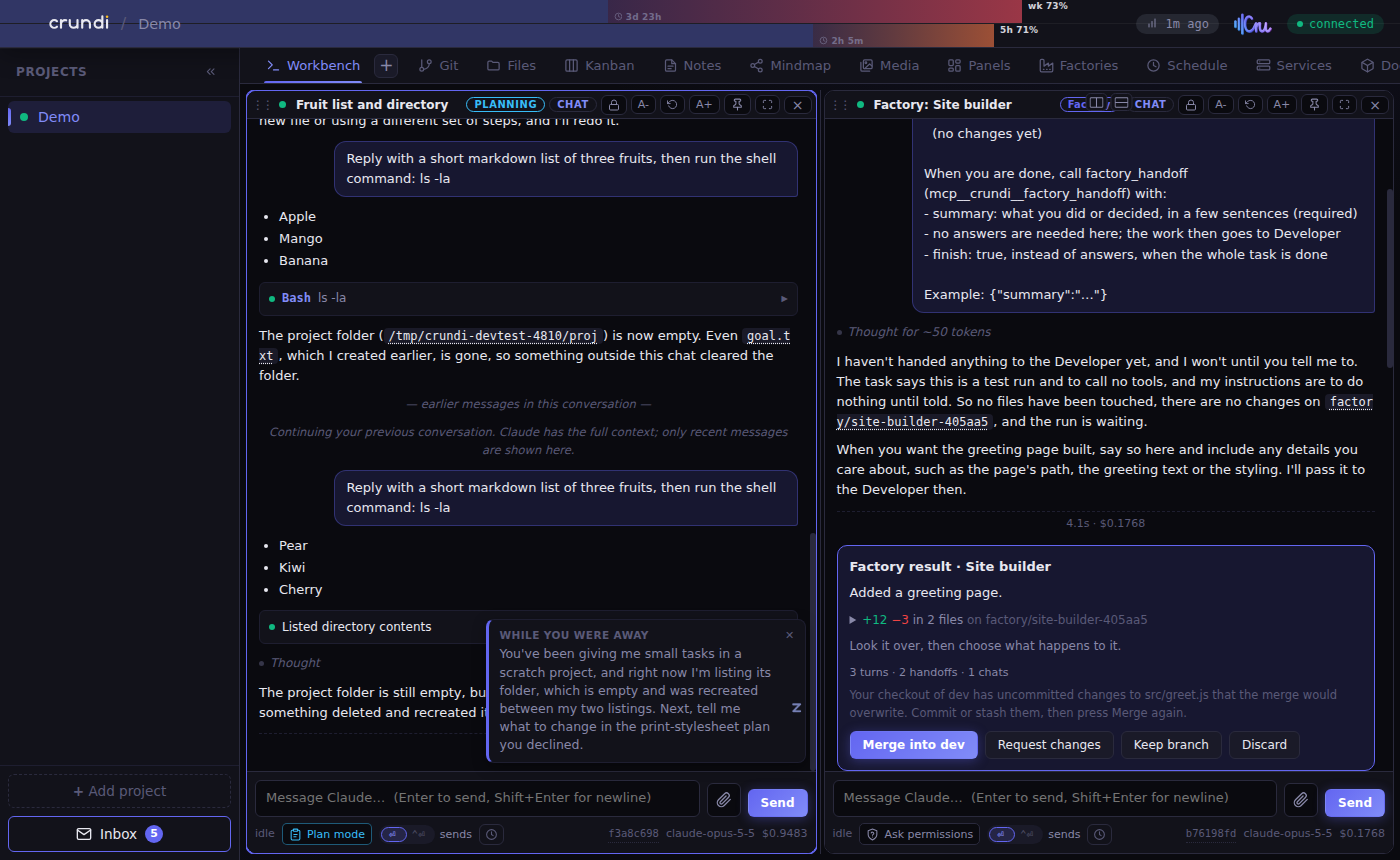 crundi / Demo
3d 23h
wk 73%
2h 5m
5h 71%
1m ago
connected
PROJECTS «
Demo
+ Add project
Inbox 5
Workbench + Git Files Kanban Notes Mindmap Media Panels Factories Schedule Services Do
Fruit list and directory PLANNING CHAT A- A+ ×
new file or using a different set of steps, and I'll redo it.
Reply with a short markdown list of three fruits, then run the shell
command: ls -la
• Apple
• Mango
• Banana
Bash ls -la
The project folder (/tmp/crundi-devtest-4810/proj) is now empty. Even goal.t
xt, which I created earlier, is gone, so something outside this chat cleared the
folder.
— earlier messages in this conversation —
Continuing your previous conversation. Claude has the full context; only recent messages
are shown here.
Reply with a short markdown list of three fruits, then run the shell
command: ls -la
• Pear
• Kiwi
• Cherry
Listed directory contents
Thought
The project folder is still empty, bu
something deleted and recreated it
WHILE YOU WERE AWAY ×
You've been giving me small tasks in a
scratch project, and right now I'm listing its
folder, which is empty and was recreated
between my two listings. Next, tell me
what to change in the print-stylesheet plan
you declined.
Message Claude… (Enter to send, Shift+Enter for newline)
Send
idle Plan mode sends f3a8c698 claude-opus-5-5 $0.9483
Factory: Site builder Fac CHAT A- A+ ×
(no changes yet)
When you are done, call factory_handoff
(mcp__crundi__factory_handoff) with:
- summary: what you did or decided, in a few sentences (required)
- no answers are needed here; the work then goes to Developer
- finish: true, instead of answers, when the whole task is done
Example: {"summary":"…"}
Thought for ~50 tokens
I haven't handed anything to the Developer yet, and I won't until you tell me to.
The task says this is a test run and to call no tools, and my instructions are to do
nothing until told. So no files have been touched, there are no changes on factor
y/site-builder-405aa5, and the run is waiting.
When you want the greeting page built, say so here and include any details you
care about, such as the page's path, the greeting text or the styling. I'll pass it to
the Developer then.
4.1s · $0.1768
Factory result · Site builder
Added a greeting page.
+12 −3 in 2 files on factory/site-builder-405aa5
Look it over, then choose what happens to it.
3 turns · 2 handoffs · 1 chats
Your checkout of dev has uncommitted changes to src/greet.js that the merge would
overwrite. Commit or stash them, then press Merge again.
Merge into dev Request changes Keep branch Discard
Message Claude… (Enter to send, Shift+Enter for newline)
Send
idle Ask permissions sends b76198fd claude-opus-5-5 $0.1768